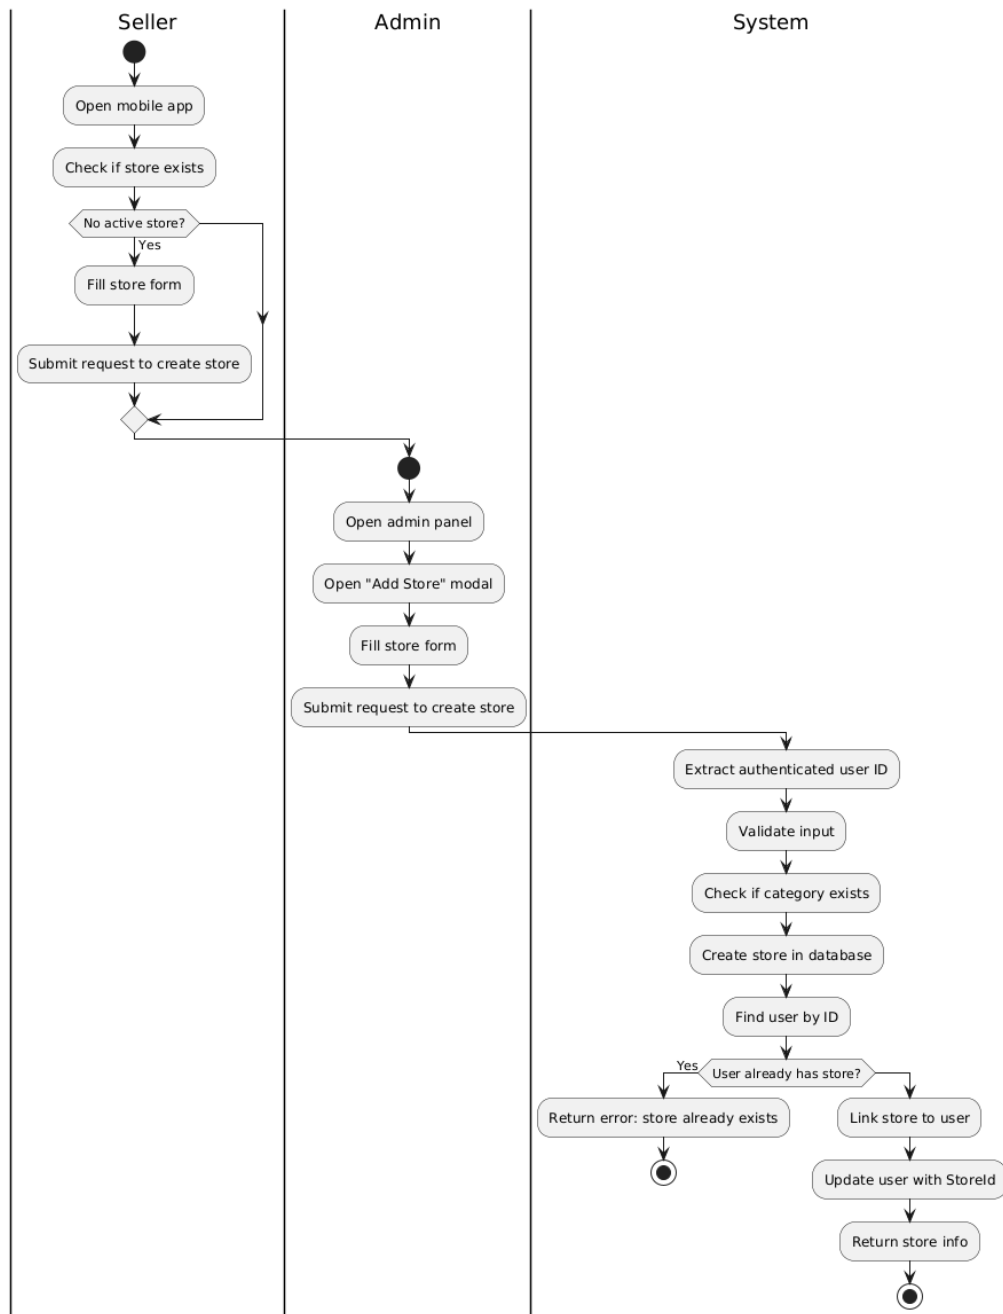 Seller
Admin
System
Open mobile app
Check if store exists
No active store?
Yes
Fill store form
Submit request to create store
Open admin panel
Open "Add Store" modal
Fill store form
Submit request to create store
Extract authenticated user ID
Validate input
Check if category exists
Create store in database
Find user by ID
User already has store?
Yes
Return error: store already exists
Link store to user
Update user with StoreId
Return store info